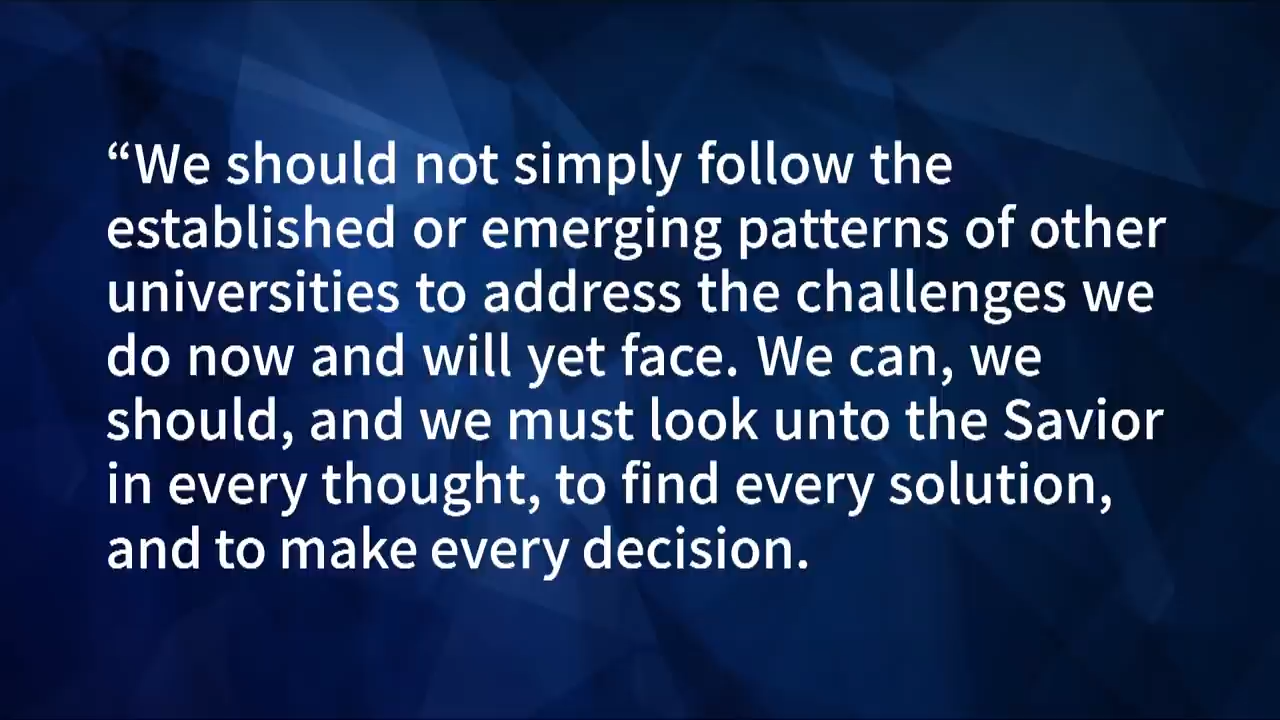 “We should not simply follow the
established or emerging patterns of other
universities to address the challenges we
do now and will yet face. We can, we
should, and we must look unto the Savior
in every thought, to find every solution,
and to make every decision.